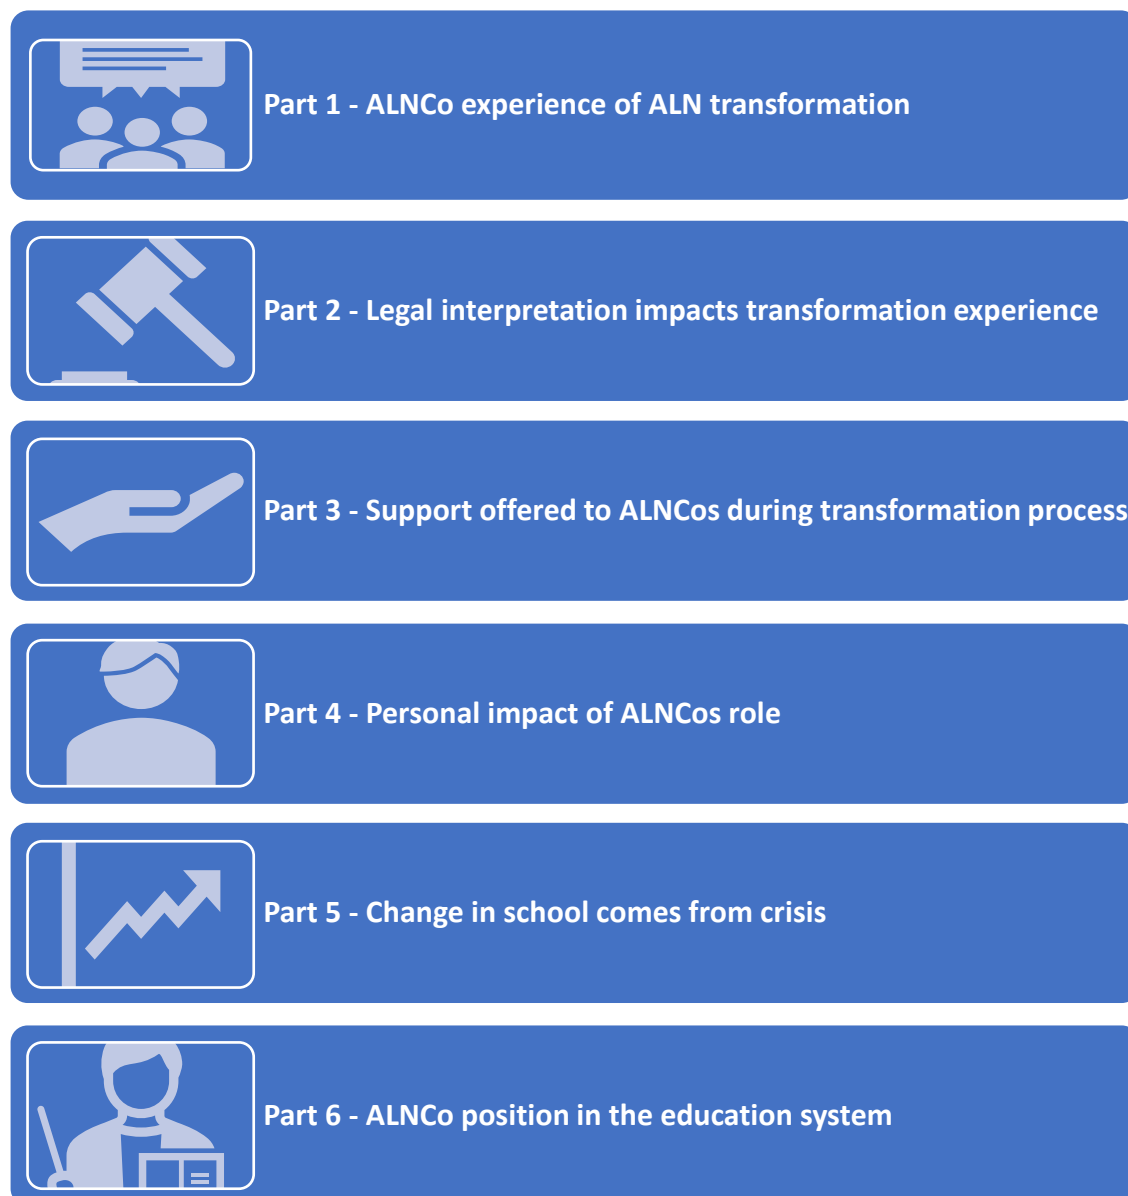 Part 1 - ALNCo experience of ALN transformation
Part 2 - Legal interpretation impacts transformation experience
Part 3 - Support offered to ALNCos during transformation process
Part 4 - Personal impact of ALNCos role
Part 5 - Change in school comes from crisis
Part 6 - ALNCo position in the education system